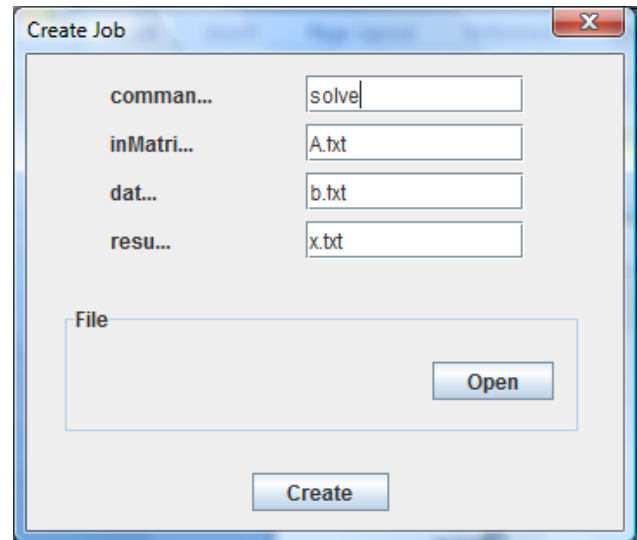 Create Job
comman... solve
inMatri... A.txt
dat... b.txt
resu... x.txt
File
Open
Create